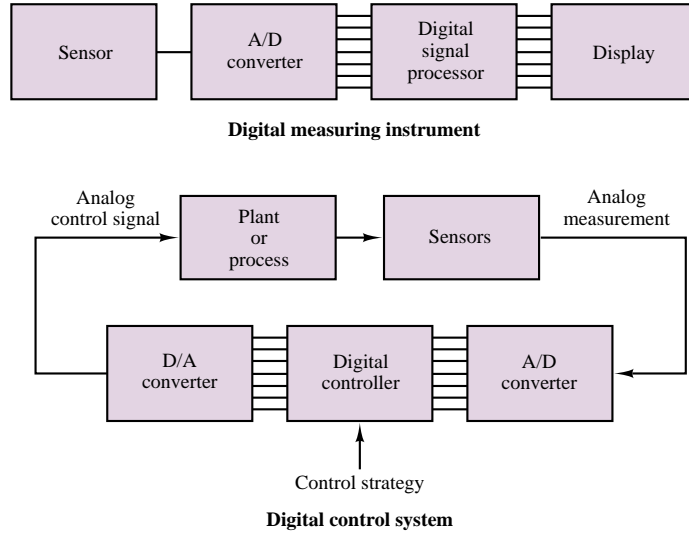 Sensor
A/D
converter
Digital
signal
processor
Display
Digital measuring instrument
Analog
control signal
Plant
or
process
Sensors
Analog
measurement
D/A
converter
Digital
controller
A/D
converter
Control strategy
Digital control system